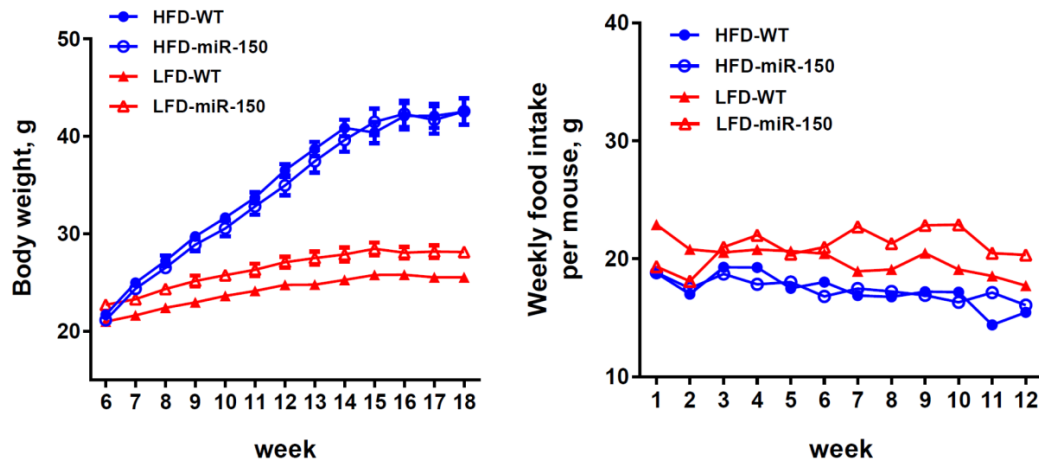 HFD-WT
HFD-miR-150
LFD-WT
LFD-miR-150
Body weight, g
50
40
30
20
6 7 8 9 10 11 12 13 14 15 16 17 18
week
HFD-WT
HFD-miR-150
LFD-WT
LFD-miR-150
Weekly food intake
per mouse, g
40
30
20
10
1 2 3 4 5 6 7 8 9 10 11 12
week